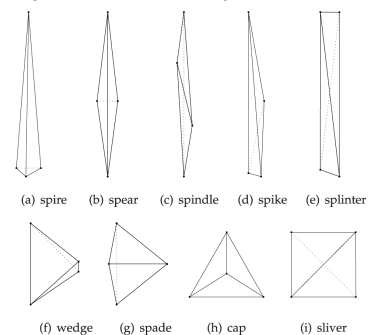 (a) spire (b) spear (c) spindle (d) spike (e) splinter
(f) wedge (g) spade (h) cap (i) sliver